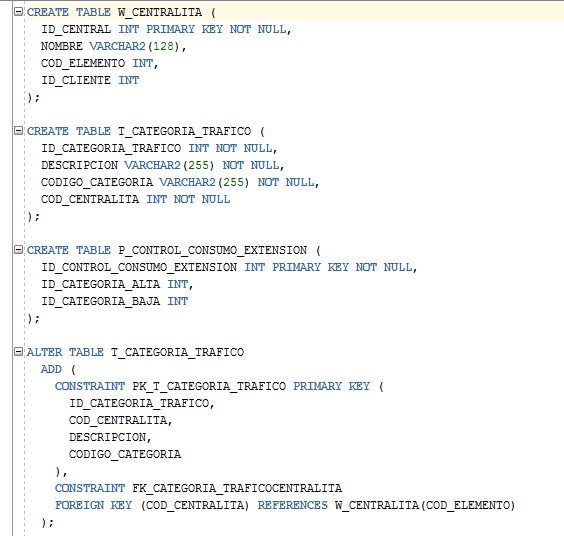 CREATE TABLE W_CENTRALITA (
ID_CENTRAL INT PRIMARY KEY NOT NULL,
NOMBRE VARCHAR2(128),
COD_ELEMENTO INT,
ID_CLIENTE INT
);
CREATE TABLE T_CATEGORIA_TRAFICO (
ID_CATEGORIA_TRAFICO INT NOT NULL,
DESCRIPCION VARCHAR2(255) NOT NULL,
CODIGO_CATEGORIA VARCHAR2(255) NOT NULL,
COD_CENTRALITA INT NOT NULL
);
CREATE TABLE P_CONTROL_CONSUMO_EXTENSION (
ID_CONTROL_CONSUMO_EXTENSION INT PRIMARY KEY NOT NULL,
ID_CATEGORIA_ALTA INT,
ID_CATEGORIA_BAJA INT
);
ALTER TABLE T_CATEGORIA_TRAFICO
ADD (
CONSTRAINT PK_T_CATEGORIA_TRAFICO PRIMARY KEY (
ID_CATEGORIA_TRAFICO,
COD_CENTRALITA,
DESCRIPCION,
CODIGO_CATEGORIA
),
CONSTRAINT FK_CATEGORIA_TRAFICOCENTRALITA
FOREIGN KEY (COD_CENTRALITA) REFERENCES W_CENTRALITA(COD_ELEMENTO)
);